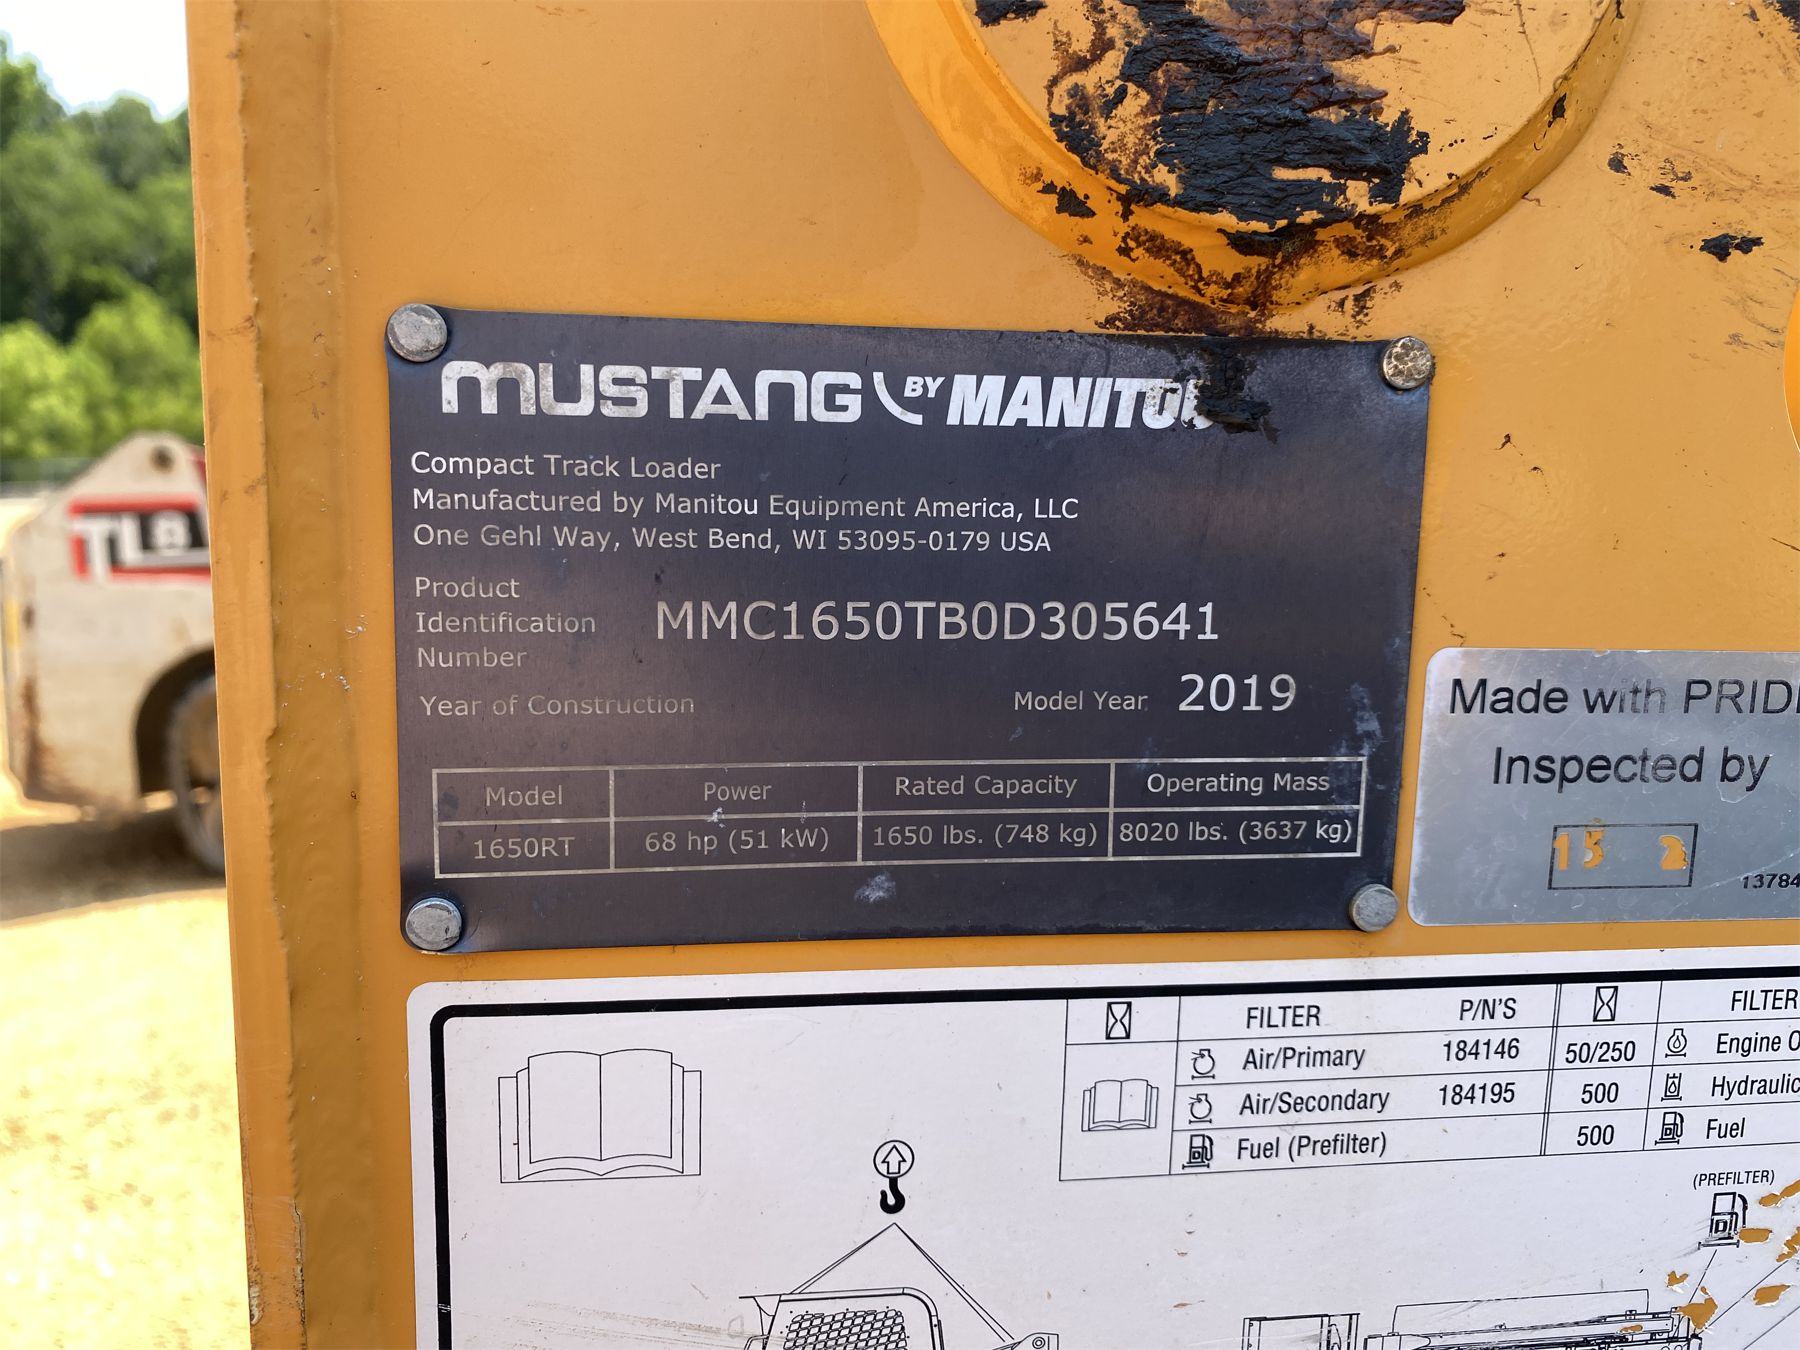 MUSTANG BY MANITOU
Compact Track Loader
Manufactured by Manitou Equipment America, LLC
One Gehl Way, West Bend, WI 53095-0179 USA
Product
Identification
Number
MMC1650TB0D305641
Year of Construction
Model Year 2019
Model Power Rated Capacity Operating Mass
1650RT 68 hp (51 kW) 1650 lbs. (748 kg) 8020 lbs. (3637 kg)
Made with PRIDE
Inspected by
15 2
13784
FILTER P/N'S FILTER
Air/Primary 184146 50/250 Engine O
Air/Secondary 184195 500 Hydraulic
Fuel (Prefilter) 500 Fuel
(PREFILTER)
TL8